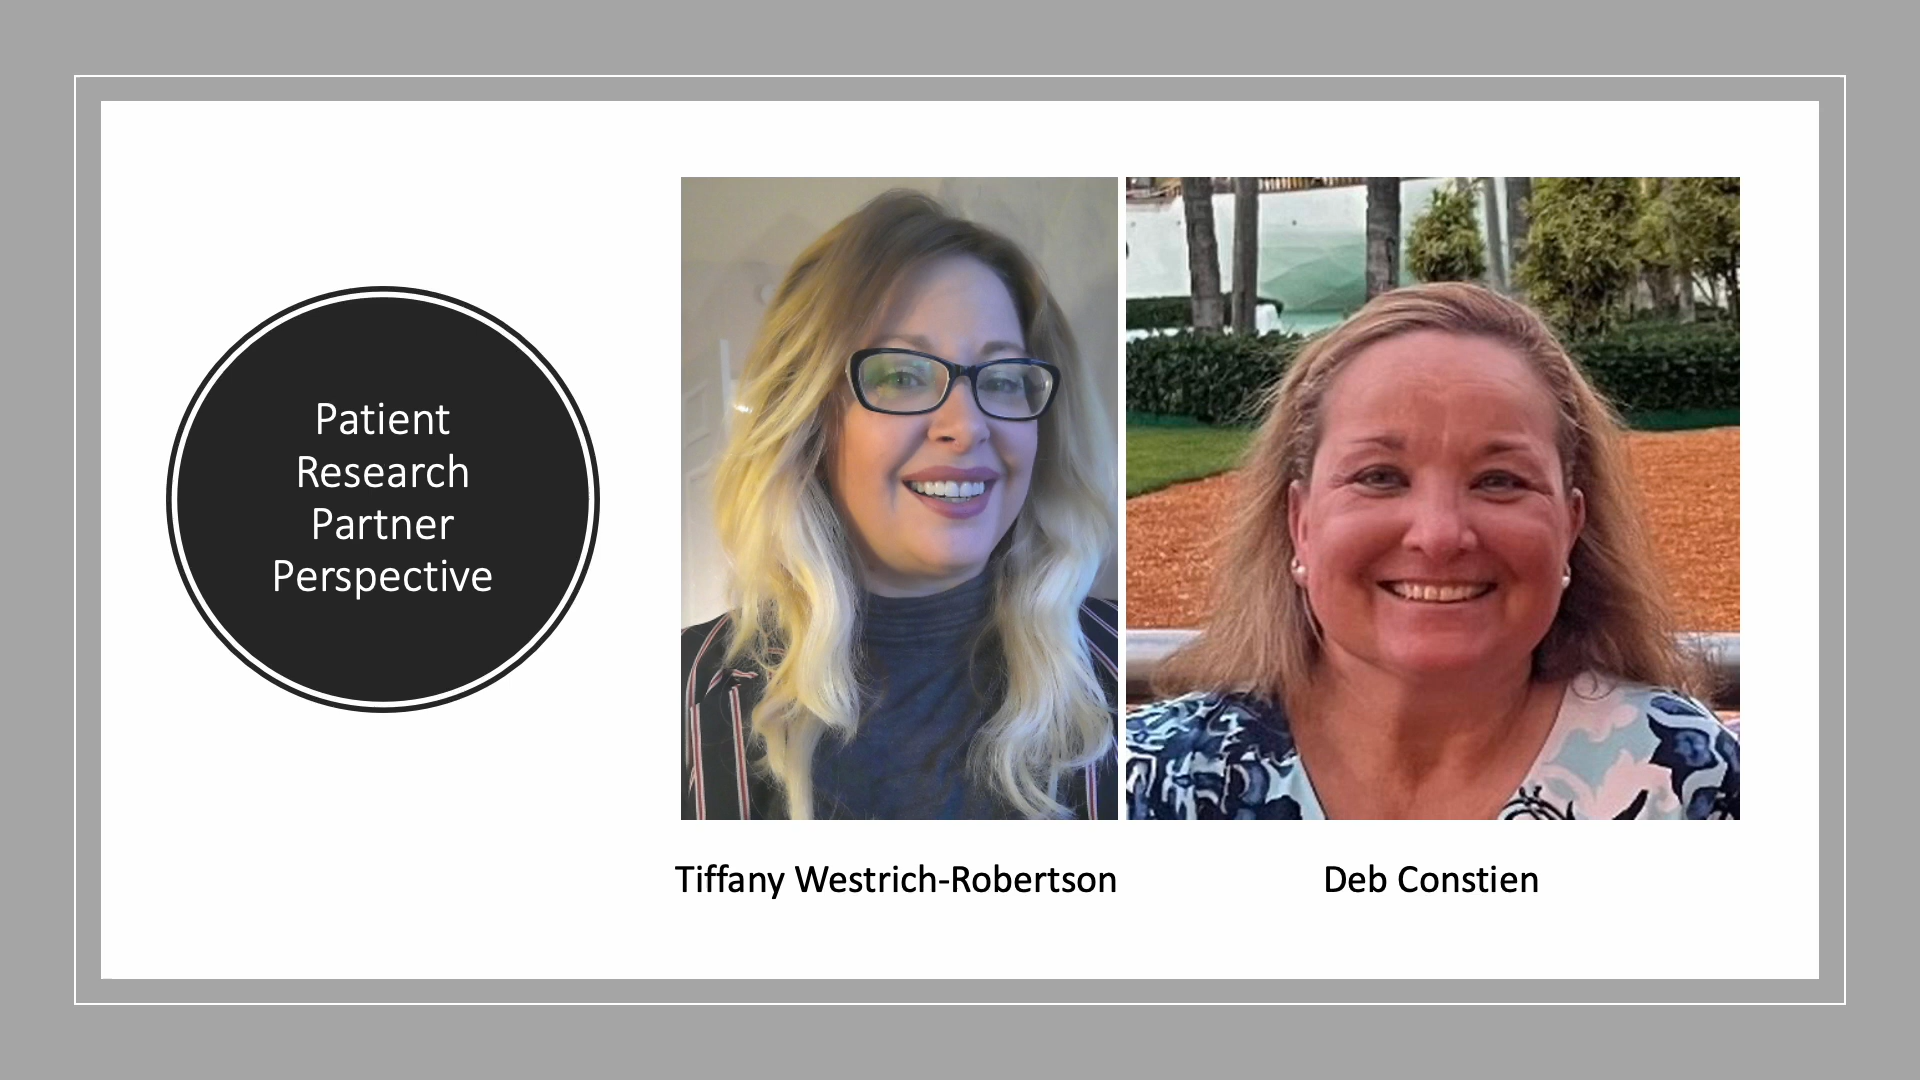 Patient
Research
Partner
Perspective
Tiffany Westrich-Robertson
Deb Constien